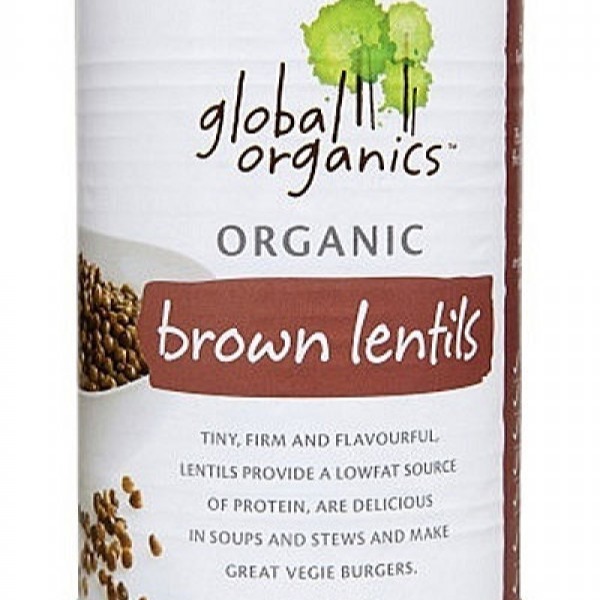 global
organics™
ORGANIC
brown lentils
TINY, FIRM AND FLAVOURFUL,
LENTILS PROVIDE A LOWFAT SOURCE
OF PROTEIN, ARE DELICIOUS
IN SOUPS AND STEWS AND MAKE
GREAT VEGIE BURGERS.